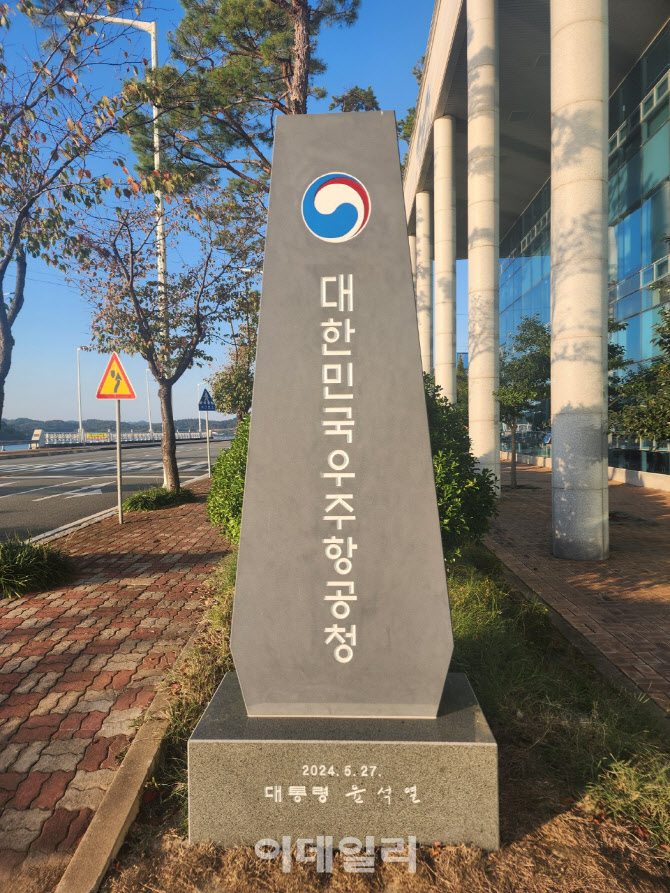 대한민국우주항공청
2024. 5. 27.
대통령 윤석열
이데일리